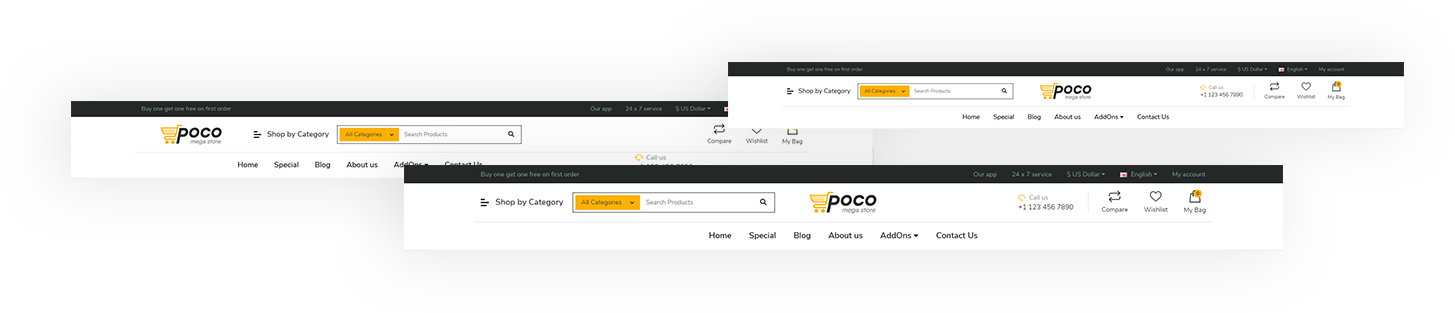 Buy one get one free on first order Our app 24 x 7 service $ US Dollar English My account
Shop by Category All Categories Search Products poco Call us Compare Wishlist My Bag 0
mega store +1 123 456 7890
Home Special Blog About us AddOns Contact Us
Buy one get one free on first order Our app 24 x 7 service $ US Dollar
poco Shop by Category All Categories Search Products Compare Wishlist My Bag
mega store
Home Special Blog About us AddOns Contact Us Call us
Buy one get one free on first order Our app 24 x 7 service $ US Dollar English My account
Shop by Category All Categories Search Products poco Call us Compare Wishlist My Bag 0
mega store +1 123 456 7890
Home Special Blog About us AddOns Contact Us